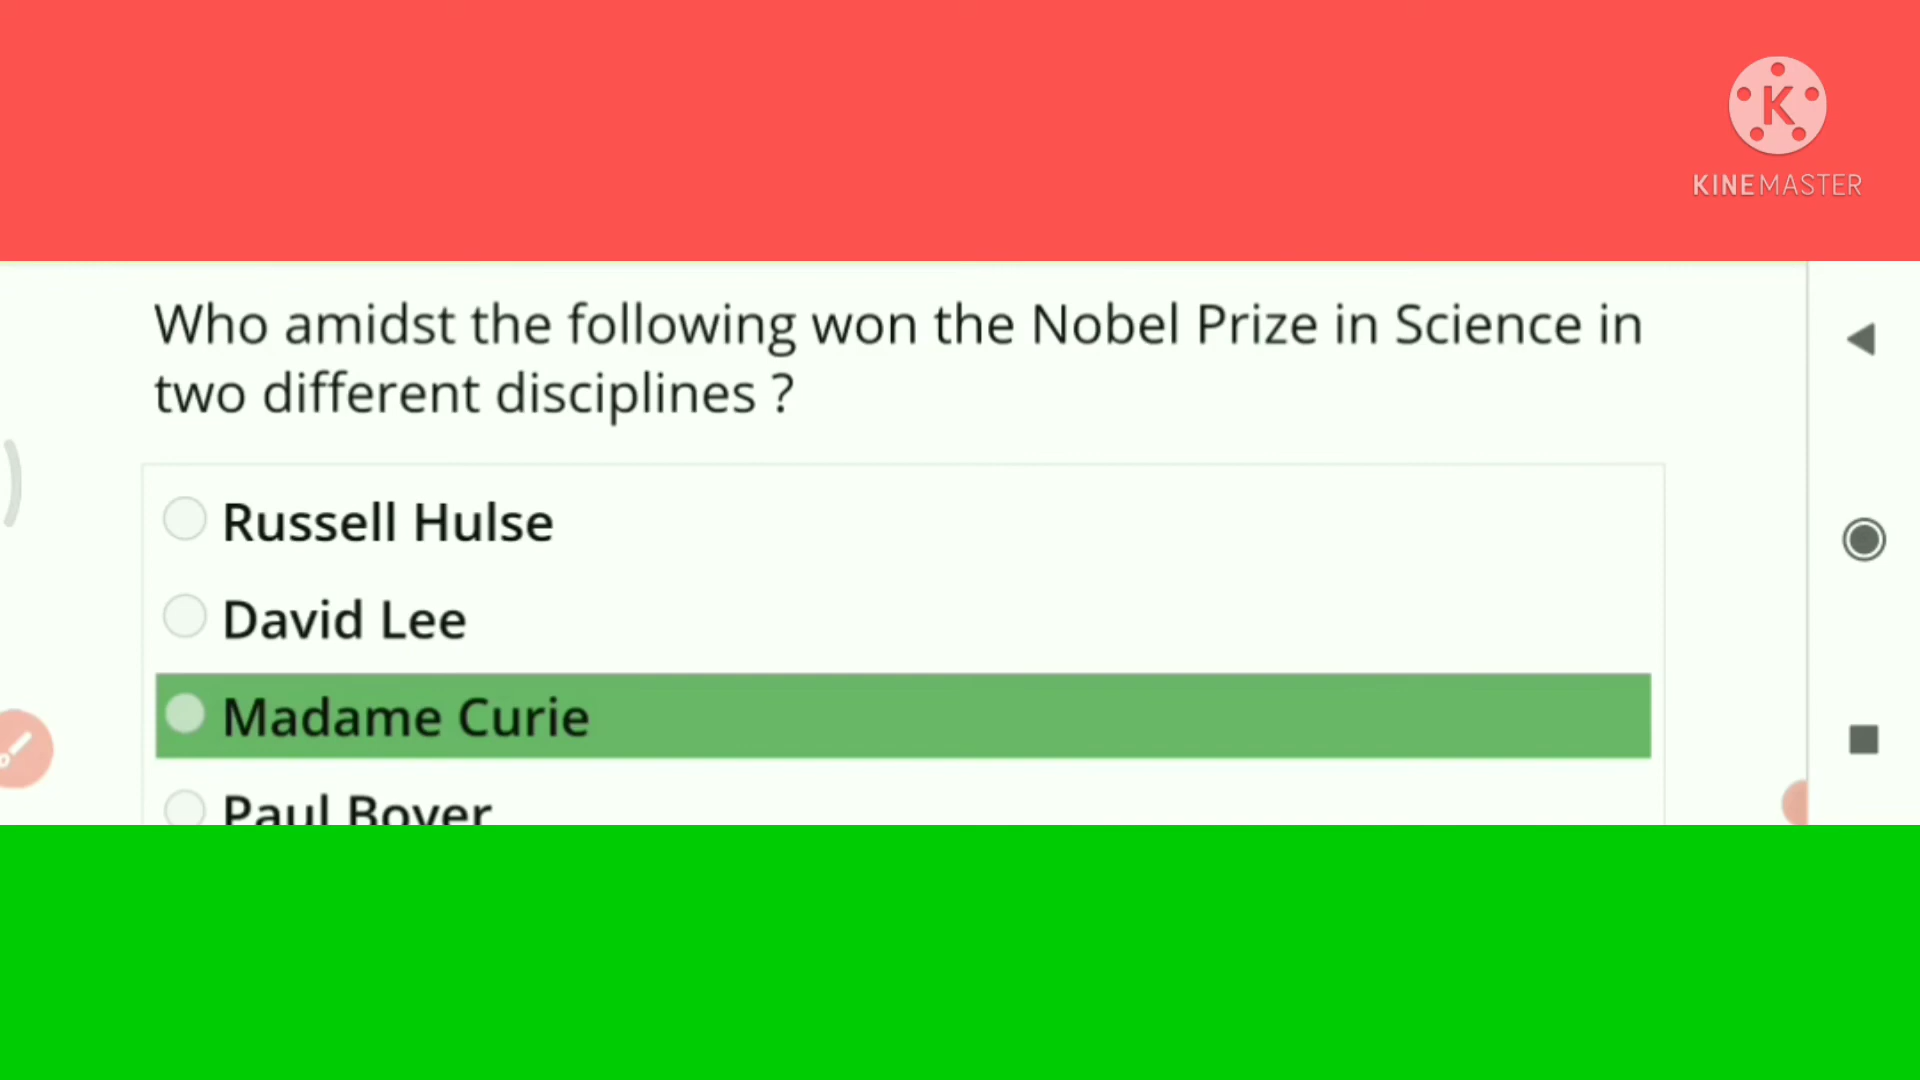 K
KINEMASTER
Who amidst the following won the Nobel Prize in Science in
two different disciplines ?
Russell Hulse
David Lee
Madame Curie
Paul Boyer